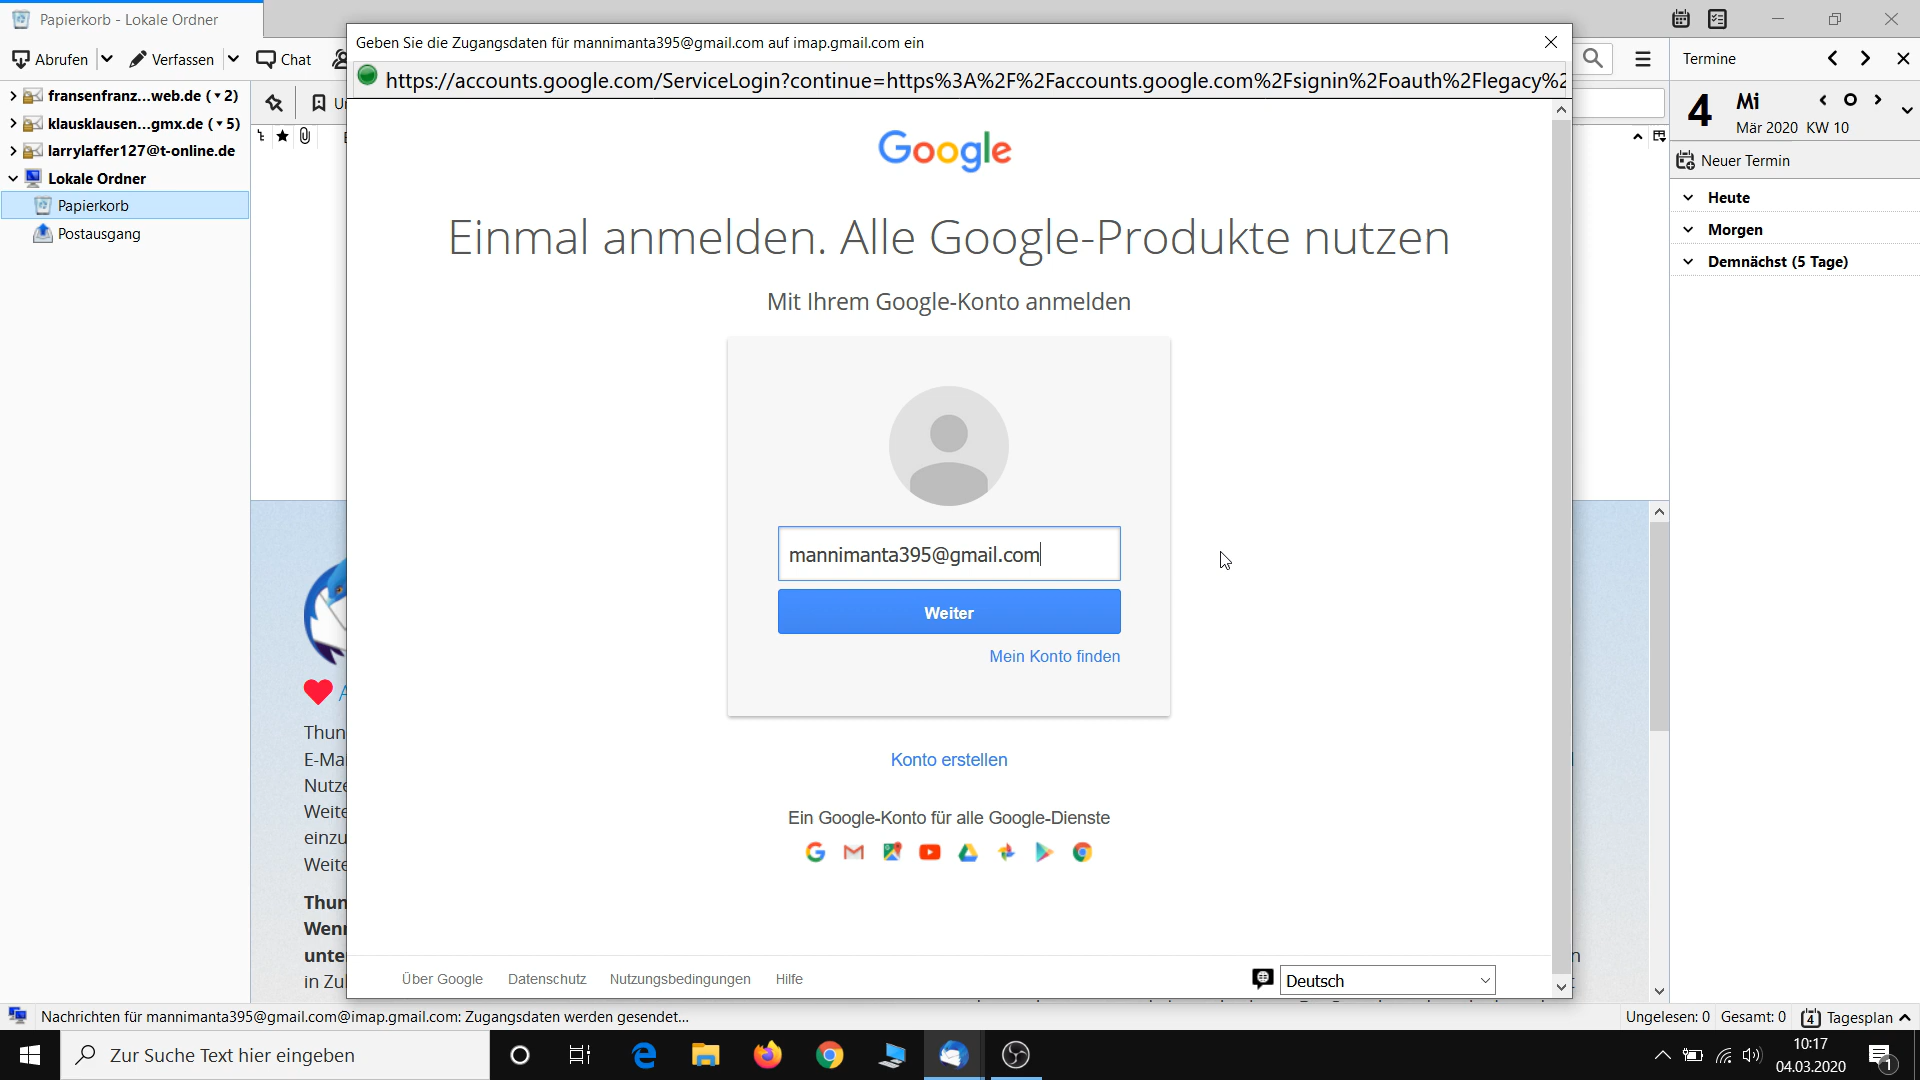 Papierkorb - Lokale Ordner
Abrufen Verfassen Chat
Geben Sie die Zugangsdaten für mannimanta395@gmail.com auf imap.gmail.com ein
https://accounts.google.com/ServiceLogin?continue=https%3A%2F%2Faccounts.google.com%2Fsignin%2Foauth%2Flegacy%2
fransenfranz...web.de (▾ 2)
klausklausen...gmx.de (▾ 5)
larrylaffer127@t-online.de
Lokale Ordner
Papierkorb
Postausgang
Google
Einmal anmelden. Alle Google-Produkte nutzen
Mit Ihrem Google-Konto anmelden
mannimanta395@gmail.com
Weiter
Mein Konto finden
Konto erstellen
Ein Google-Konto für alle Google-Dienste
Über Google Datenschutz Nutzungsbedingungen Hilfe
Deutsch
Thun
E-Ma
Nutze
Weite
einzu
Weite
Thun
Wenn
unte
in Zul
Termine
4 Mi
Mär 2020 KW 10
Neuer Termin
Heute
Morgen
Demnächst (5 Tage)
Nachrichten für mannimanta395@gmail.com@imap.gmail.com: Zugangsdaten werden gesendet...
Ungelesen: 0 Gesamt: 0 4 Tagesplan
Zur Suche Text hier eingeben
10:17
04.03.2020
1